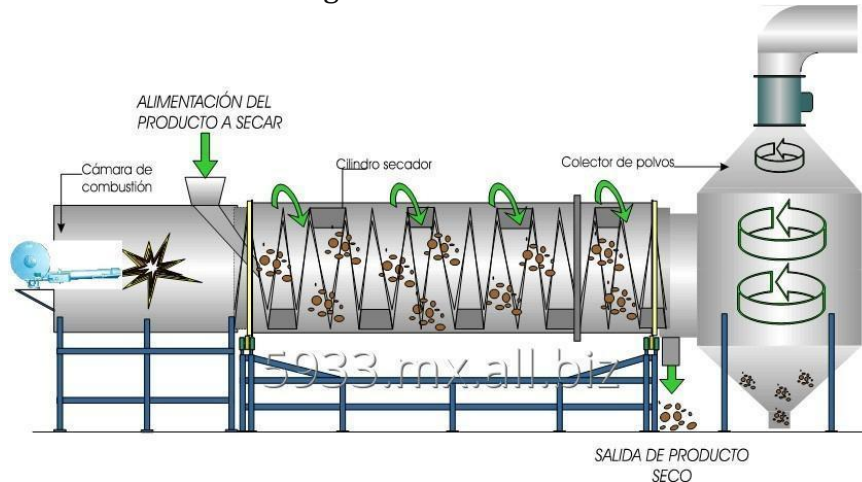 g
ALIMENTACIÓN DEL
PRODUCTO A SECAR
Cámara de
combustión
Cilindro secador
Colector de polvos
5933.mx.all.biz
SALIDA DE PRODUCTO
SECO